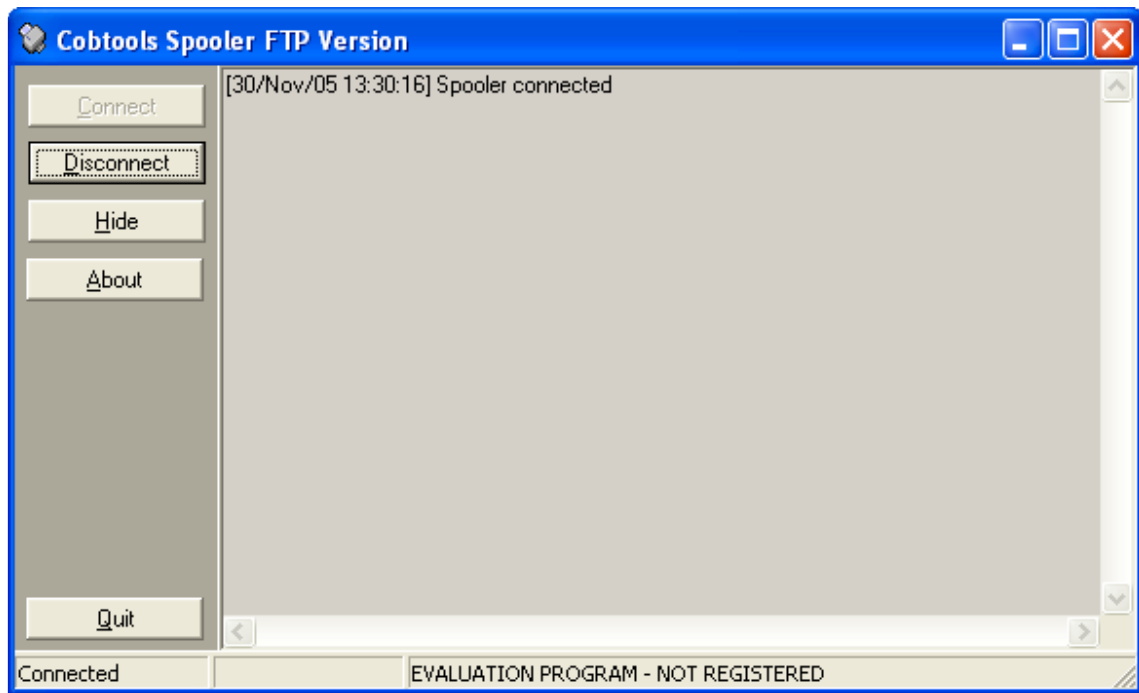 Cobtools Spooler FTP Version
Connect
[30/Nov/05 13:30:16] Spooler connected
Disconnect
Hide
About
Quit
Connected
EVALUATION PROGRAM - NOT REGISTERED